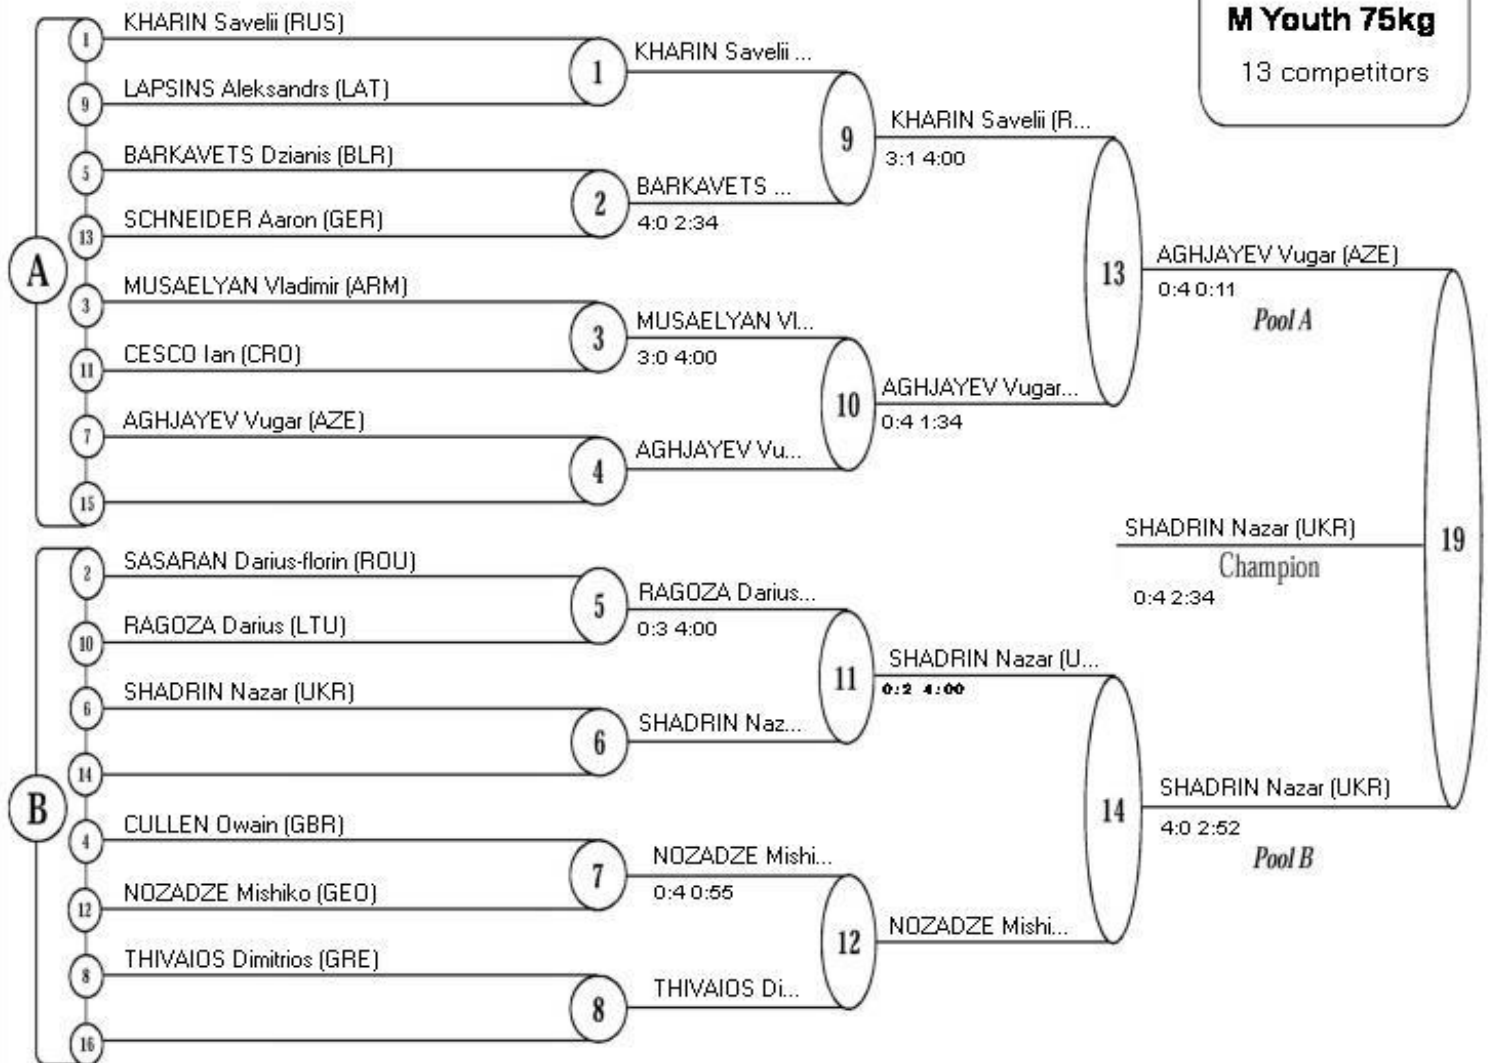 M Youth 75kg
13 competitors
A
1
KHARIN Savelii (RUS)
9
LAPSINS Aleksandrs (LAT)
1
KHARIN Savelii ...
5
BARKAVETS Dzianis (BLR)
13
SCHNEIDER Aaron (GER)
2
BARKAVETS ...
4:0 2:34
9
KHARIN Savelii (R...
3:1 4:00
3
MUSAELYAN Vladimir (ARM)
11
CESCO Ian (CRO)
3
MUSAELYAN Vl...
3:0 4:00
7
AGHJAYEV Vugar (AZE)
15
4
AGHJAYEV Vu...
10
AGHJAYEV Vugar...
0:4 1:34
13
AGHJAYEV Vugar (AZE)
0:4 0:11
Pool A
B
2
SASARAN Darius-florin (ROU)
10
RAGOZA Darius (LTU)
5
RAGOZA Darius...
0:3 4:00
6
SHADRIN Nazar (UKR)
14
6
SHADRIN Naz...
11
SHADRIN Nazar (U...
0:2 4:00
4
CULLEN Owain (GBR)
12
NOZADZE Mishiko (GEO)
7
NOZADZE Mishi...
0:4 0:55
8
THIVAIOS Dimitrios (GRE)
16
8
THIVAIOS Di...
12
NOZADZE Mishi...
14
SHADRIN Nazar (UKR)
4:0 2:52
Pool B
19
SHADRIN Nazar (UKR)
Champion
0:4 2:34